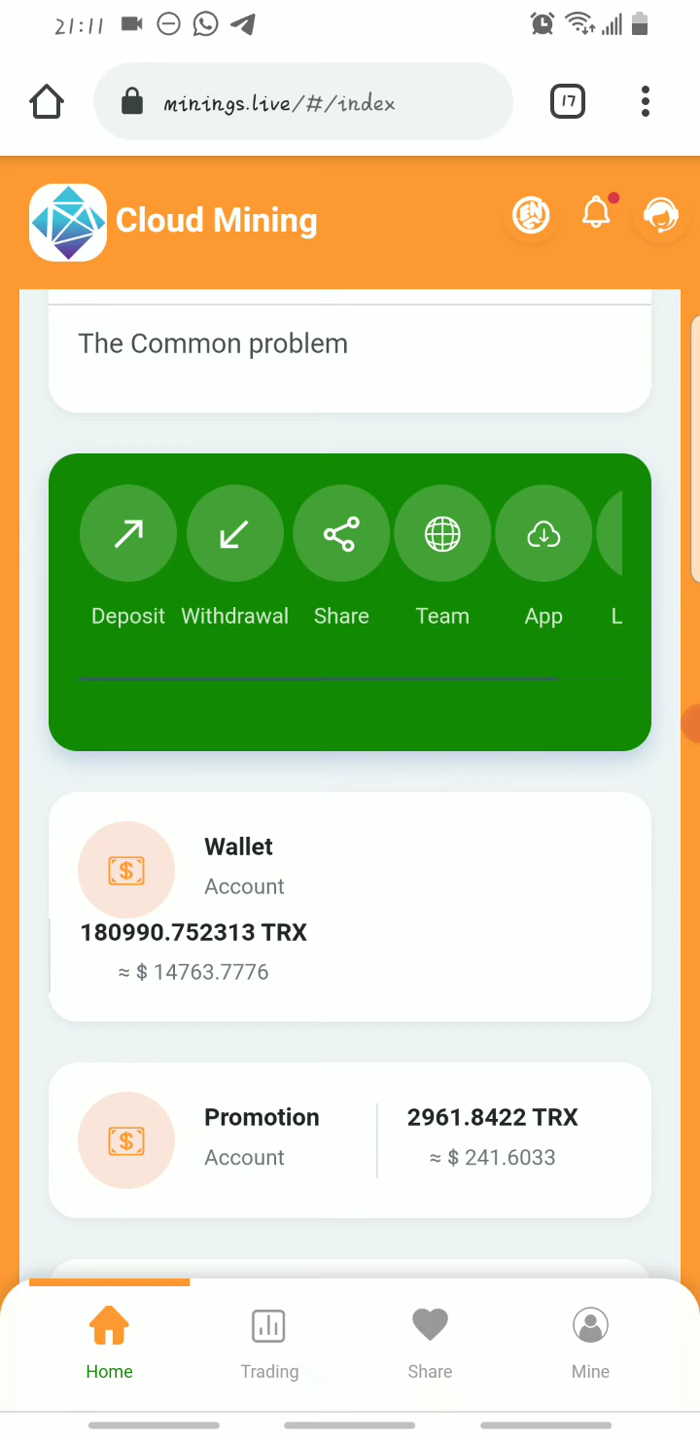 21:11
minings.live/#/index
17
Cloud Mining
EN
The Common problem
Deposit Withdrawal Share Team App L
Wallet
Account
180990.752313 TRX
≈ $ 14763.7776
Promotion
Account
2961.8422 TRX
≈ $ 241.6033
Home Trading Share Mine